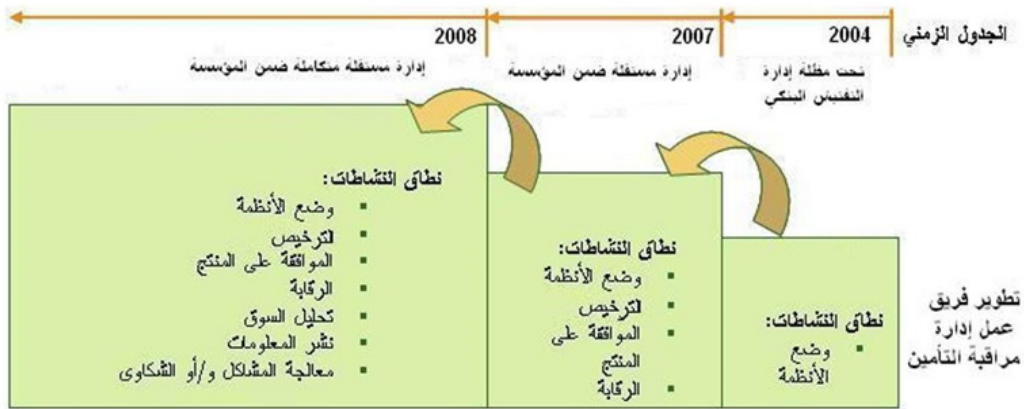 الجدول الزمني
2004
2007
2008
تحت مظلة إدارة
التفتيش البنكي
إدارة مستقلة ضمن المؤسسة
إدارة مستقلة متكاملة ضمن المؤسسة
تطوير فريق
عمل إدارة
مراقبة التأمين
نطاق النشاطات:
▪ وضع
الأنظمة
نطاق النشاطات:
▪ وضع الأنظمة
▪ الترخيص
▪ الموافقة على
المنتج
▪ الرقابة
نطاق النشاطات:
▪ وضع الأنظمة
▪ الترخيص
▪ الموافقة على المنتج
▪ الرقابة
▪ تحليل السوق
▪ نشر المعلومات
▪ معالجة المشاكل و/أو الشكاوى